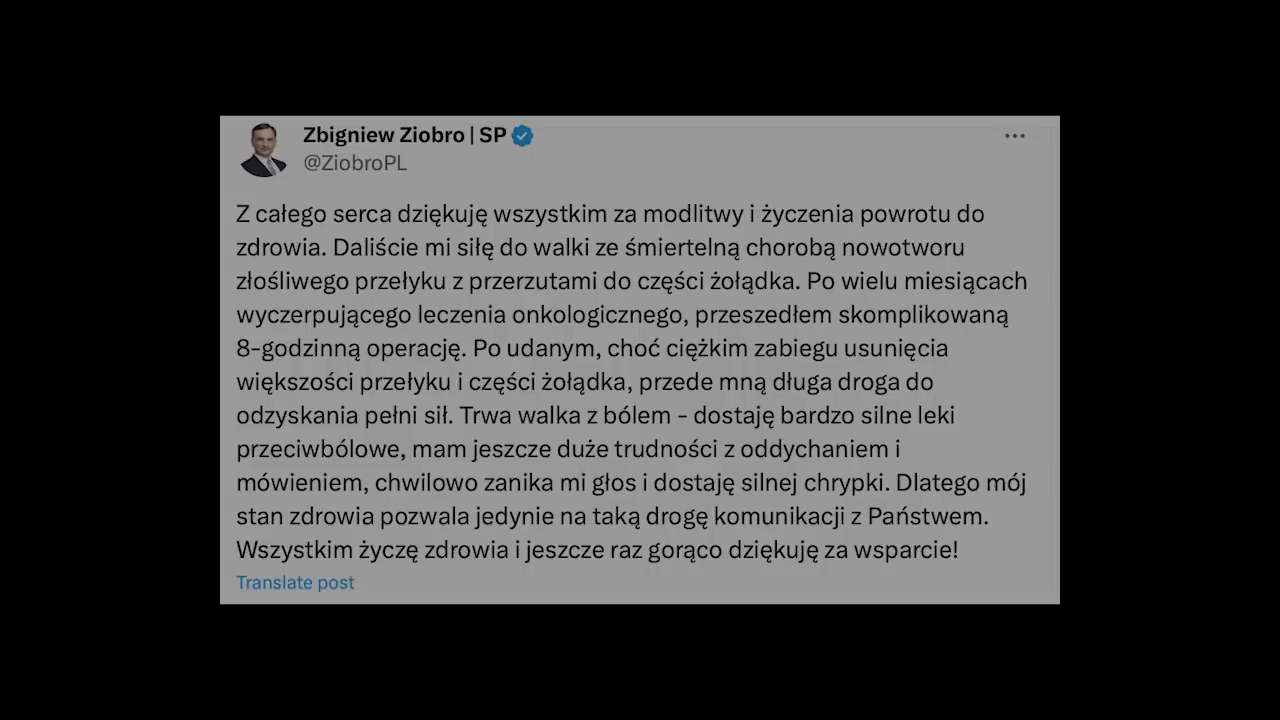 Zbigniew Ziobro | SP
@ZiobroPL
Z całego serca dziękuję wszystkim za modlitwy i życzenia powrotu do
zdrowia. Daliście mi siłę do walki ze śmiertelną chorobą nowotworu
złośliwego przełyku z przerzutami do części żołądka. Po wielu miesiącach
wyczerpującego leczenia onkologicznego, przeszedłem skomplikowaną
8-godzinną operację. Po udanym, choć ciężkim zabiegu usunięcia
większości przełyku i części żołądka, przede mną długa droga do
odzyskania pełni sił. Trwa walka z bólem - dostaję bardzo silne leki
przeciwbólowe, mam jeszcze duże trudności z oddychaniem i
mówieniem, chwilowo zanika mi głos i dostaję silnej chrypki. Dlatego mój
stan zdrowia pozwala jedynie na taką drogę komunikacji z Państwem.
Wszystkim życzę zdrowia i jeszcze raz gorąco dziękuję za wsparcie!
Translate post